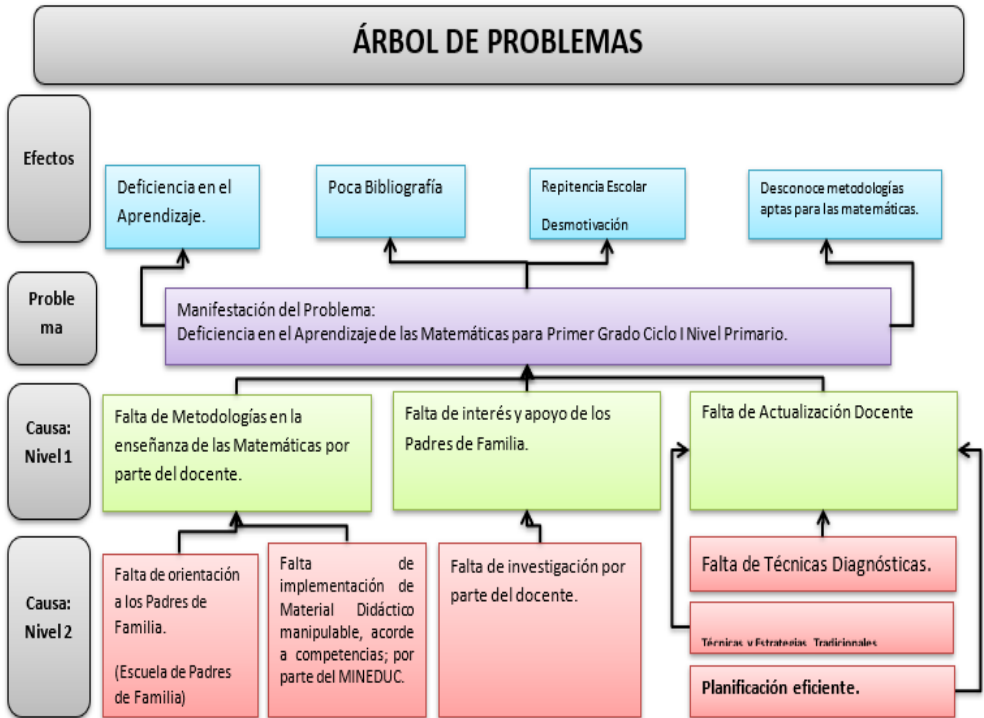 ÁRBOL DE PROBLEMAS
Efectos
Deficiencia en el
Aprendizaje.
Poca Bibliografía
Repitencia Escolar
Desmotivación
Desconoce metodologías
aptas para las matemáticas.
Proble
ma
Manifestación del Problema:
Deficiencia en el Aprendizaje de las Matemáticas para Primer Grado Ciclo I Nivel Primario.
Causa:
Nivel 1
Falta de Metodologías en la
enseñanza de las Matemáticas por
parte del docente.
Falta de interés y apoyo de los
Padres de Familia.
Falta de Actualización Docente
Causa:
Nivel 2
Falta de orientación
a los Padres de
Familia.
(Escuela de Padres
de Familia)
Falta de
implementación de
Material Didáctico
manipulable, acorde
a competencias; por
parte del MINEDUC.
Falta de investigación por
parte del docente.
Falta de Técnicas Diagnósticas.
Técnicas y Estrategias Tradicionales
Planificación eficiente.